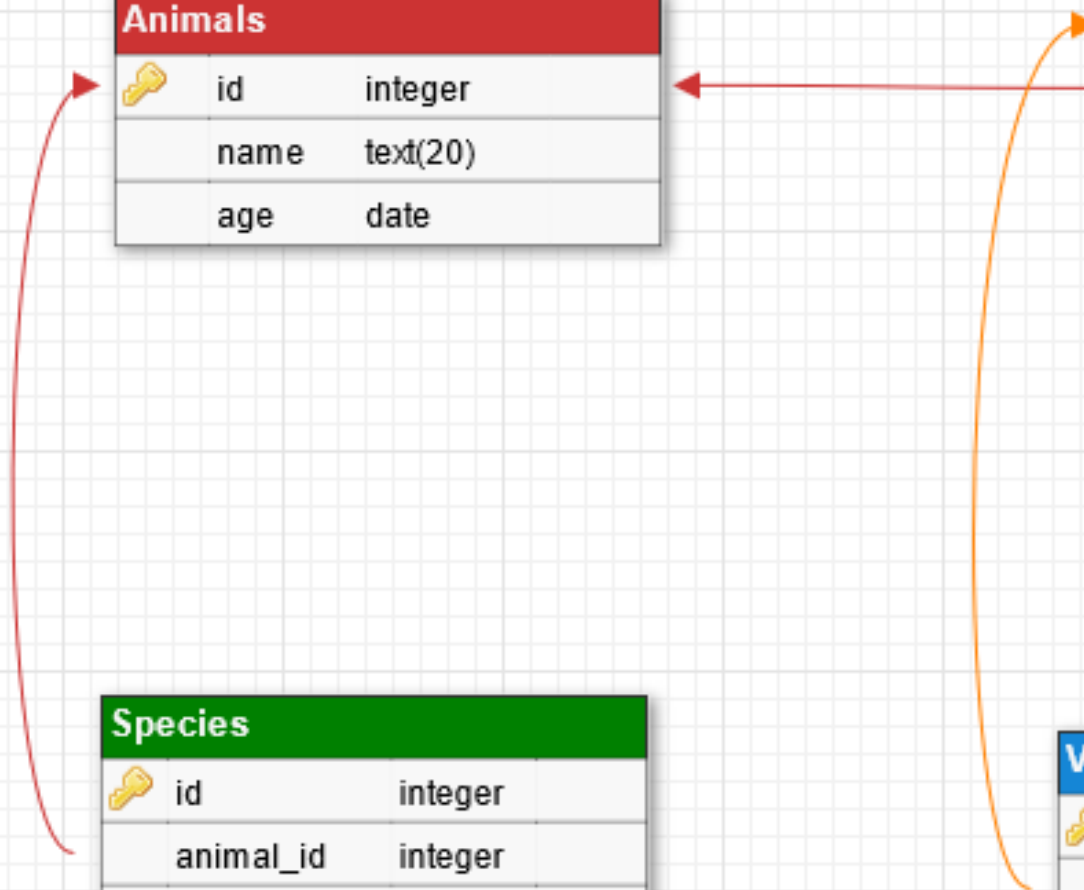 Animals
id integer
name text(20)
age date
Species
id integer
animal_id integer
V